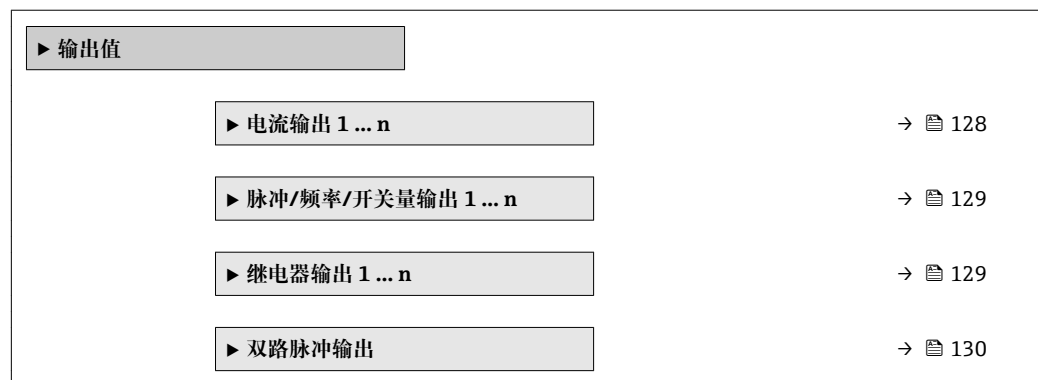 ▶ 输出值
▶ 电流输出 1 ... n → 128
▶ 脉冲/频率/开关量输出 1 ... n → 129
▶ 继电器输出 1 ... n → 129
▶ 双路脉冲输出 → 130